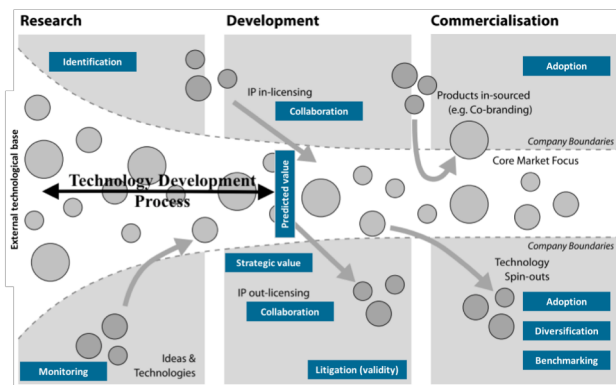 Research
Development
Commercialisation
Identification
Adoption
IP in-licensing
Collaboration
Products in-sourced
(e.g. Co-branding)
Company Boundaries
Core Market Focus
External technological base
Technology Development
Process
Predicted value
Company Boundaries
Strategic value
Technology
Spin-outs
IP out-licensing
Collaboration
Adoption
Diversification
Ideas &
Technologies
Monitoring
Litigation (validity)
Benchmarking